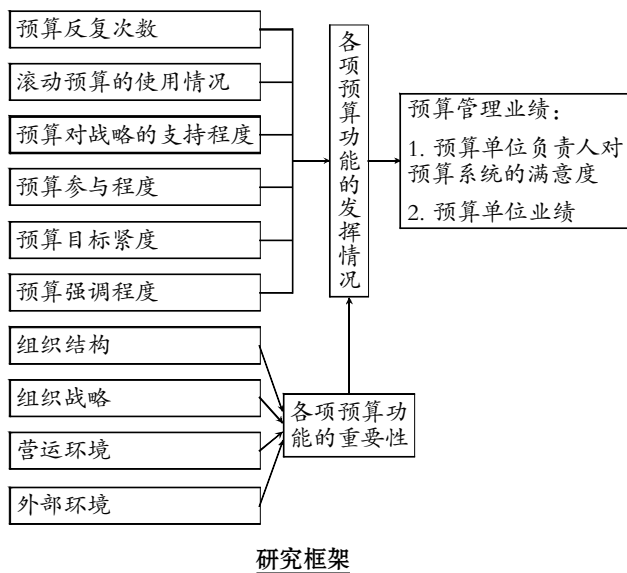 预算反复次数
滚动预算的使用情况
预算对战略的支持程度
预算参与程度
预算目标紧度
预算强调程度
组织结构
组织战略
营运环境
外部环境
各项预算功能的发挥情况
各项预算功
能的重要性
预算管理业绩：
1. 预算单位负责人对
预算系统的满意度
2. 预算单位业绩
研究框架